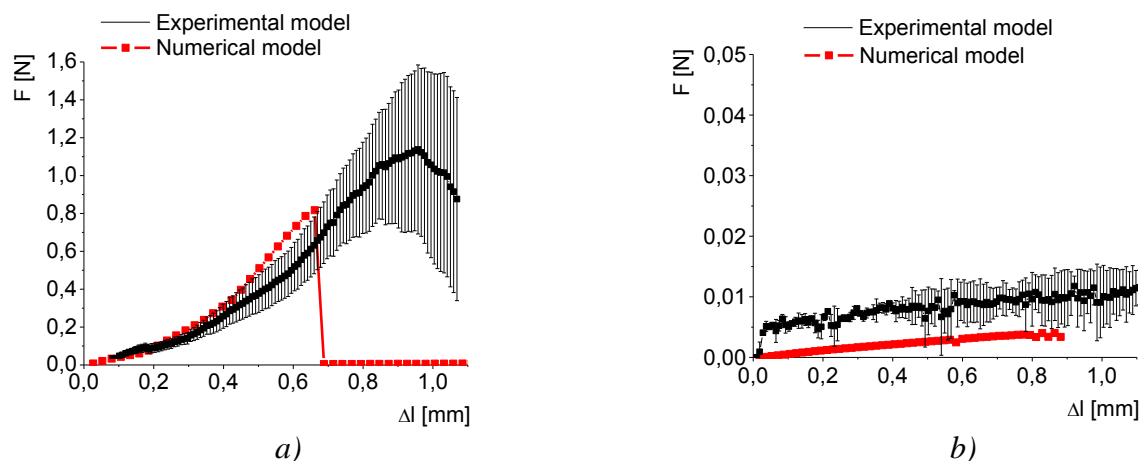 Experimental model
Numerical model
F [N]
1,6
1,4
1,2
1,0
0,8
0,6
0,4
0,2
0,0
0,0 0,2 0,4 0,6 0,8 1,0
Δl [mm]
a)
Experimental model
Numerical model
F [N]
0,05
0,04
0,03
0,02
0,01
0,00
0,0 0,2 0,4 0,6 0,8 1,0
Δl [mm]
b)